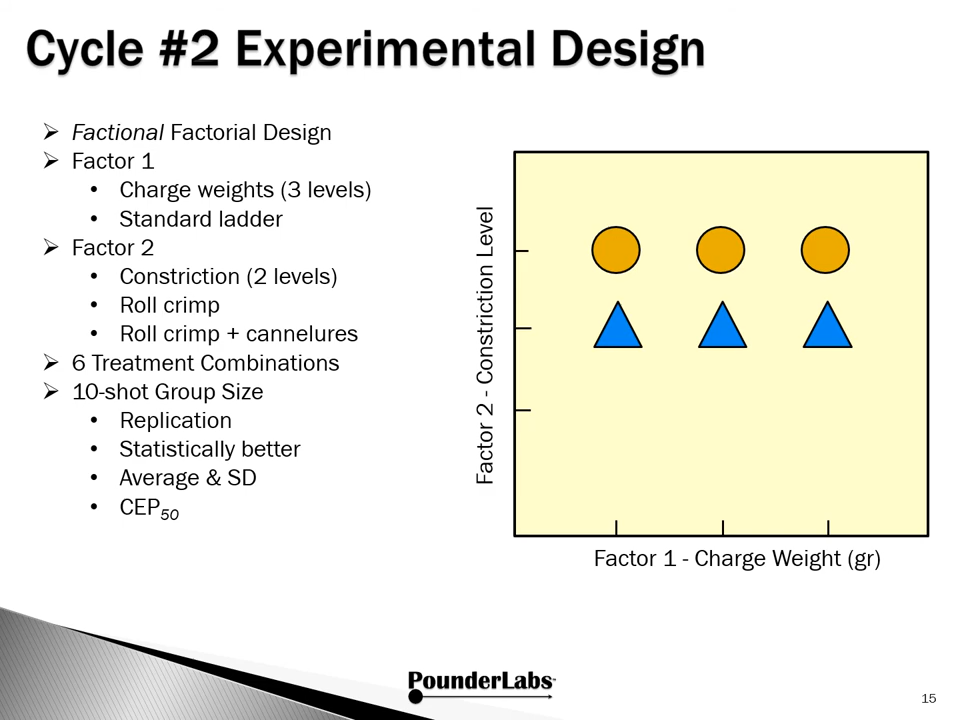 Cycle #2 Experimental Design
Factional Factorial Design
Factor 1
Charge weights (3 levels)
Standard ladder
Factor 2
Constriction (2 levels)
Roll crimp
Roll crimp + cannelures
6 Treatment Combinations
10-shot Group Size
Replication
Statistically better
Average & SD
CEP50
Factor 2 - Constriction Level
Factor 1 - Charge Weight (gr)
PounderLabs
15